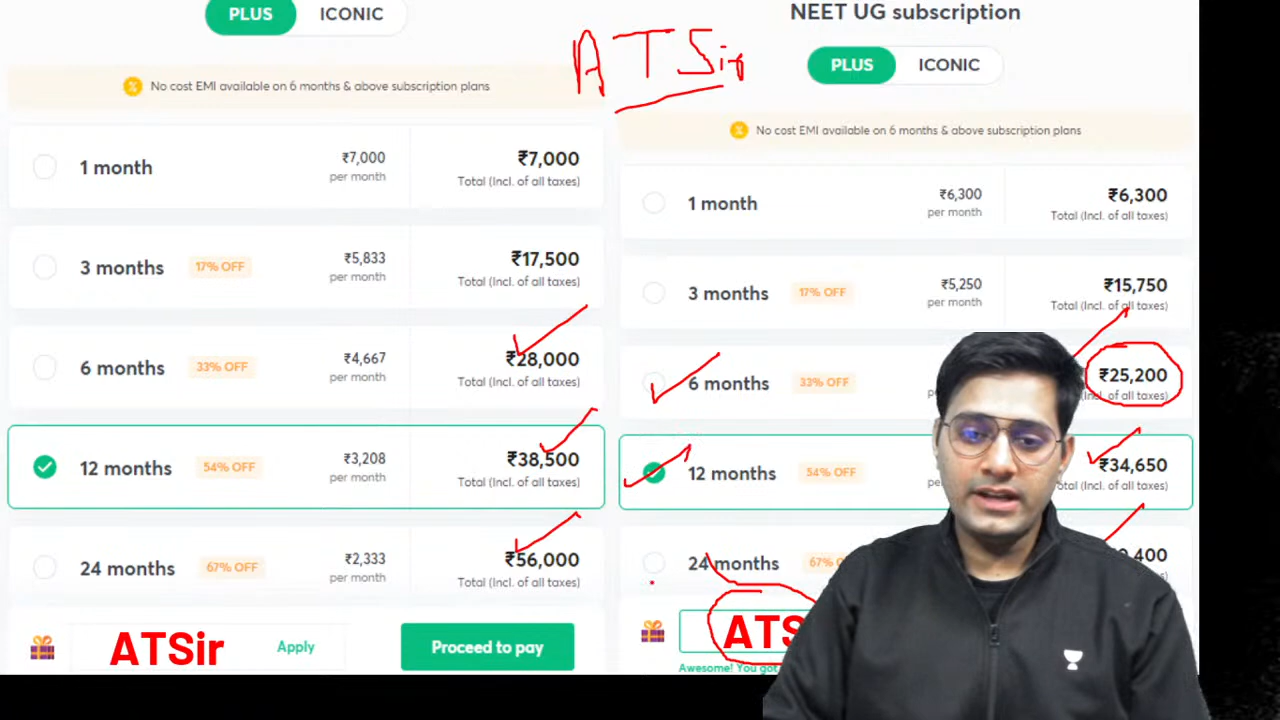 PLUS ICONIC
No cost EMI available on 6 months & above subscription plans
1 month ₹7,000 per month ₹7,000 Total (Incl. of all taxes)
3 months 17% OFF ₹5,833 per month ₹17,500 Total (Incl. of all taxes)
6 months 33% OFF ₹4,667 per month ₹28,000 Total (Incl. of all taxes)
12 months 54% OFF ₹3,208 per month ₹38,500 Total (Incl. of all taxes)
24 months 67% OFF ₹2,333 per month ₹56,000 Total (Incl. of all taxes)
ATSir Apply Proceed to pay
ATSir
NEET UG subscription
PLUS ICONIC
No cost EMI available on 6 months & above subscription plans
1 month ₹6,300 per month ₹6,300 Total (Incl. of all taxes)
3 months 17% OFF ₹5,250 per month ₹15,750 Total (Incl. of all taxes)
6 months 33% OFF ₹25,200 of all taxes)
12 months 54% OFF ₹34,650 (Incl. of all taxes)
24 months 67%
ATS
Awesome! You got